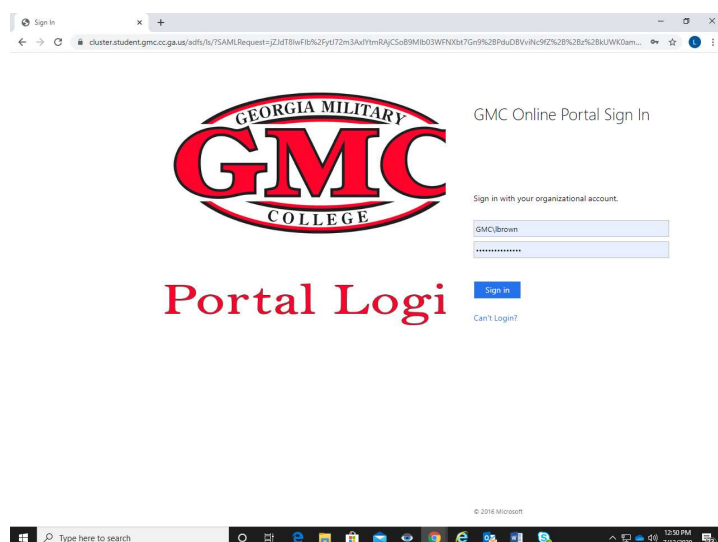 Sign In
cluster.student.gmc.cc.ga.us/adfs/ls/?SAMLRequest=jZJdT8IwFIb%2FytJ72m3AxIYtmRAjCSoB9MIb03WFNXbt7Gn9%2BPduDBVviNc9fZ%2B%2Bz%2BkUWK0am...
L
GEORGIA MILITARY
GMC
COLLEGE
Portal Logi
GMC Online Portal Sign In
Sign in with your organizational account.
GMC\lbrown
•••••••••••••••
Sign in
Can't Login?
© 2016 Microsoft
Type here to search
12:50 PM